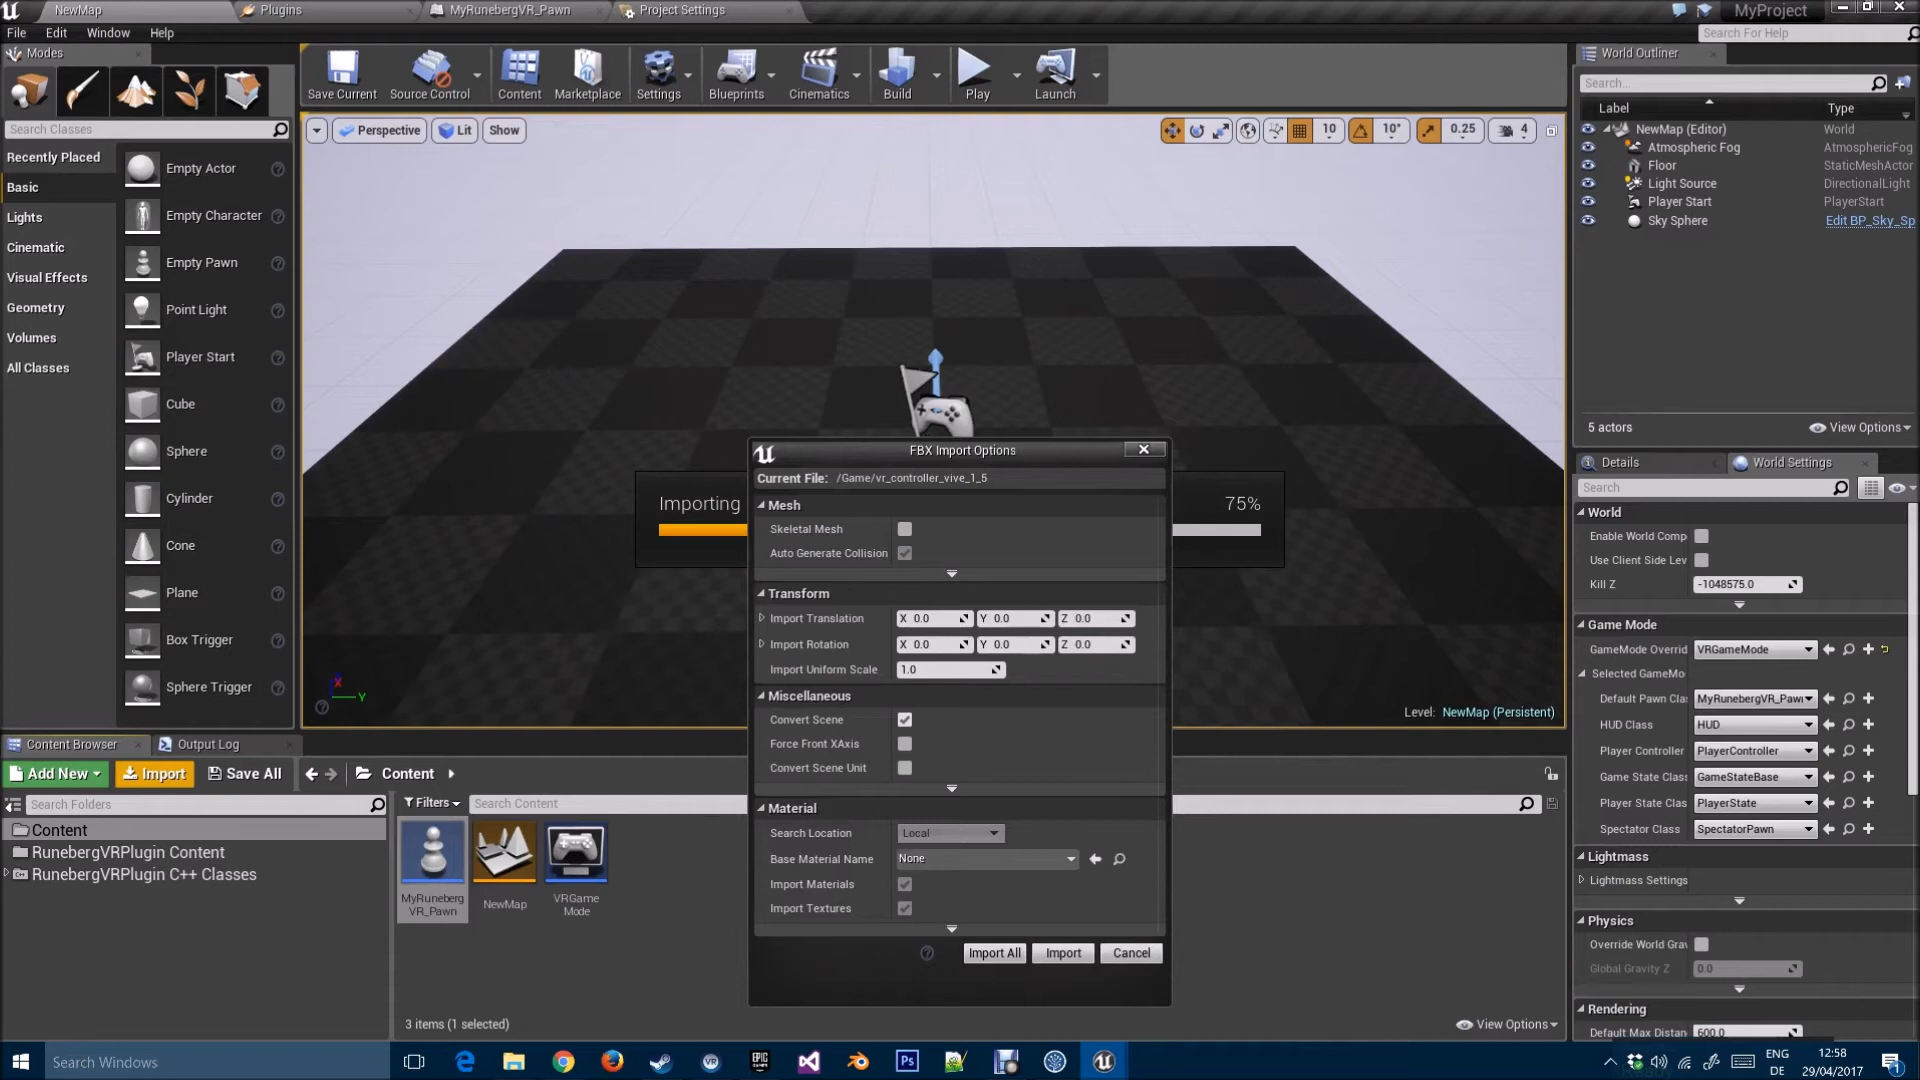 NewMap
Plugins
MyRunebergVR_Pawn
Project Settings
MyProject
File Edit Window Help
Search For Help
Modes
Save Current
Source Control
Content
Marketplace
Settings
Blueprints
Cinematics
Build
Play
Launch
World Outliner
Search...
Label Type
NewMap (Editor) World
Atmospheric Fog AtmosphericFog
Floor StaticMeshActor
Light Source DirectionalLight
Player Start PlayerStart
Sky Sphere Edit BP_Sky_Sp
5 actors
View Options
Search Classes
Recently Placed
Basic
Lights
Cinematic
Visual Effects
Geometry
Volumes
All Classes
Empty Actor
Empty Character
Empty Pawn
Point Light
Player Start
Cube
Sphere
Cylinder
Cone
Plane
Box Trigger
Sphere Trigger
Perspective Lit Show
10 10° 0.25 4
X
Y
Level: NewMap (Persistent)
Importing 75%
FBX Import Options
Current File: /Game/vr_controller_vive_1_5
Mesh
Skeletal Mesh
Auto Generate Collision
Transform
Import Translation X 0.0 Y 0.0 Z 0.0
Import Rotation X 0.0 Y 0.0 Z 0.0
Import Uniform Scale 1.0
Miscellaneous
Convert Scene
Force Front XAxis
Convert Scene Unit
Material
Search Location Local
Base Material Name None
Import Materials
Import Textures
Import All Import Cancel
Details
World Settings
Search
World
Enable World Comp
Use Client Side Lev
Kill Z -1048575.0
Game Mode
GameMode Overrid VRGameMode
Selected GameMo
Default Pawn Clas MyRunebergVR_Pawn
HUD Class HUD
Player Controller PlayerController
Game State Class GameStateBase
Player State Clas PlayerState
Spectator Class SpectatorPawn
Lightmass
Lightmass Settings
Physics
Override World Grav
Global Gravity Z 0.0
Rendering
Default Max Distan 600.0
Content Browser
Output Log
Add New
Import
Save All
Content
Search Folders
Filters
Search Content
Content
RunebergVRPlugin Content
RunebergVRPlugin C++ Classes
MyRuneberg
VR_Pawn
NewMap
VRGame
Mode
3 items (1 selected)
View Options
Search Windows
VR
EPIC
GAMES
Ps
ENG
DE
12:58
29/04/2017
1